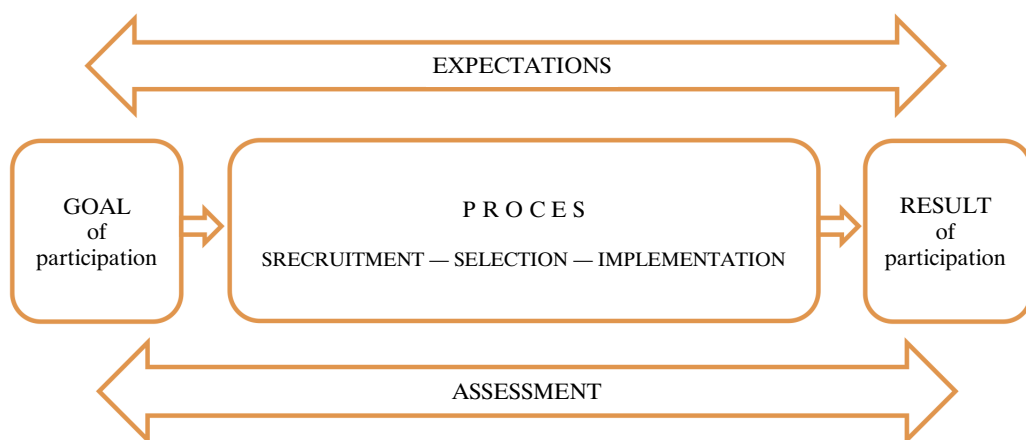 EXPECTATIONS
GOAL
of
participation
P R O C E S
SRECRUITMENT — SELECTION — IMPLEMENTATION
RESULT
of
participation
ASSESSMENT